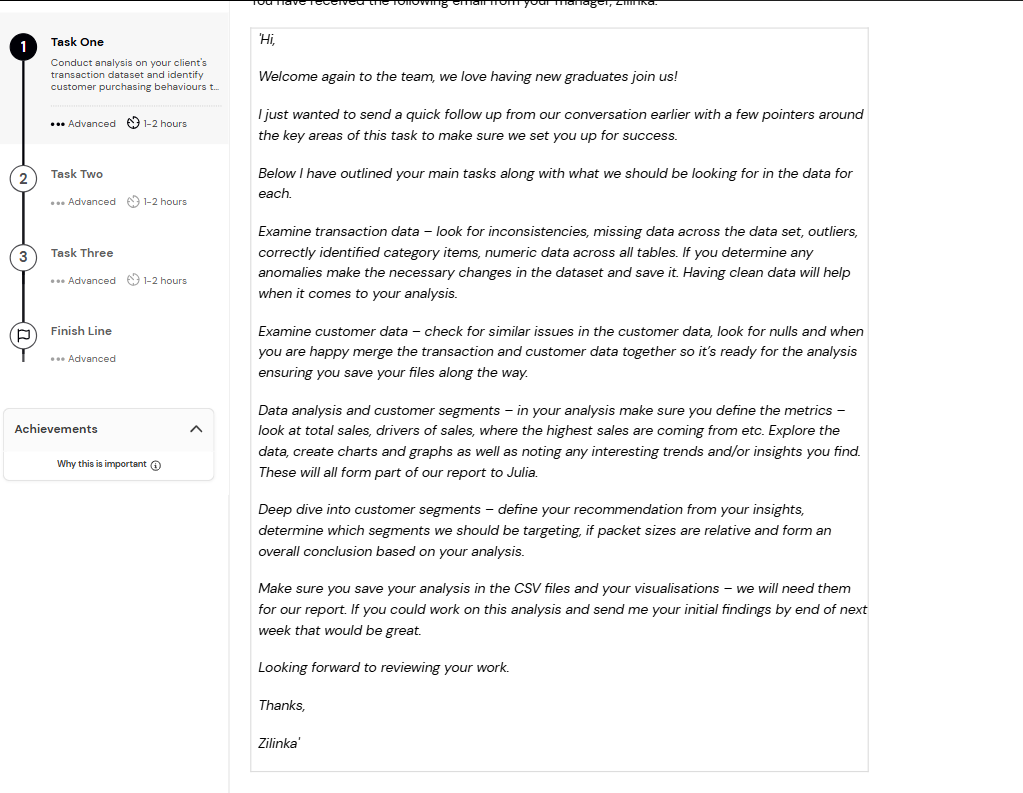 You have received the following email from your manager, Zilinka.
1
Task One
Conduct analysis on your client's
transaction dataset and identify
customer purchasing behaviours t...
Advanced
1-2 hours
2
Task Two
Advanced
1-2 hours
3
Task Three
Advanced
1-2 hours
Finish Line
Advanced
Achievements
Why this is important
'Hi,
Welcome again to the team, we love having new graduates join us!
I just wanted to send a quick follow up from our conversation earlier with a few pointers around
the key areas of this task to make sure we set you up for success.
Below I have outlined your main tasks along with what we should be looking for in the data for
each.
Examine transaction data – look for inconsistencies, missing data across the data set, outliers,
correctly identified category items, numeric data across all tables. If you determine any
anomalies make the necessary changes in the dataset and save it. Having clean data will help
when it comes to your analysis.
Examine customer data – check for similar issues in the customer data, look for nulls and when
you are happy merge the transaction and customer data together so it's ready for the analysis
ensuring you save your files along the way.
Data analysis and customer segments – in your analysis make sure you define the metrics –
look at total sales, drivers of sales, where the highest sales are coming from etc. Explore the
data, create charts and graphs as well as noting any interesting trends and/or insights you find.
These will all form part of our report to Julia.
Deep dive into customer segments – define your recommendation from your insights,
determine which segments we should be targeting, if packet sizes are relative and form an
overall conclusion based on your analysis.
Make sure you save your analysis in the CSV files and your visualisations – we will need them
for our report. If you could work on this analysis and send me your initial findings by end of next
week that would be great.
Looking forward to reviewing your work.
Thanks,
Zilinka'